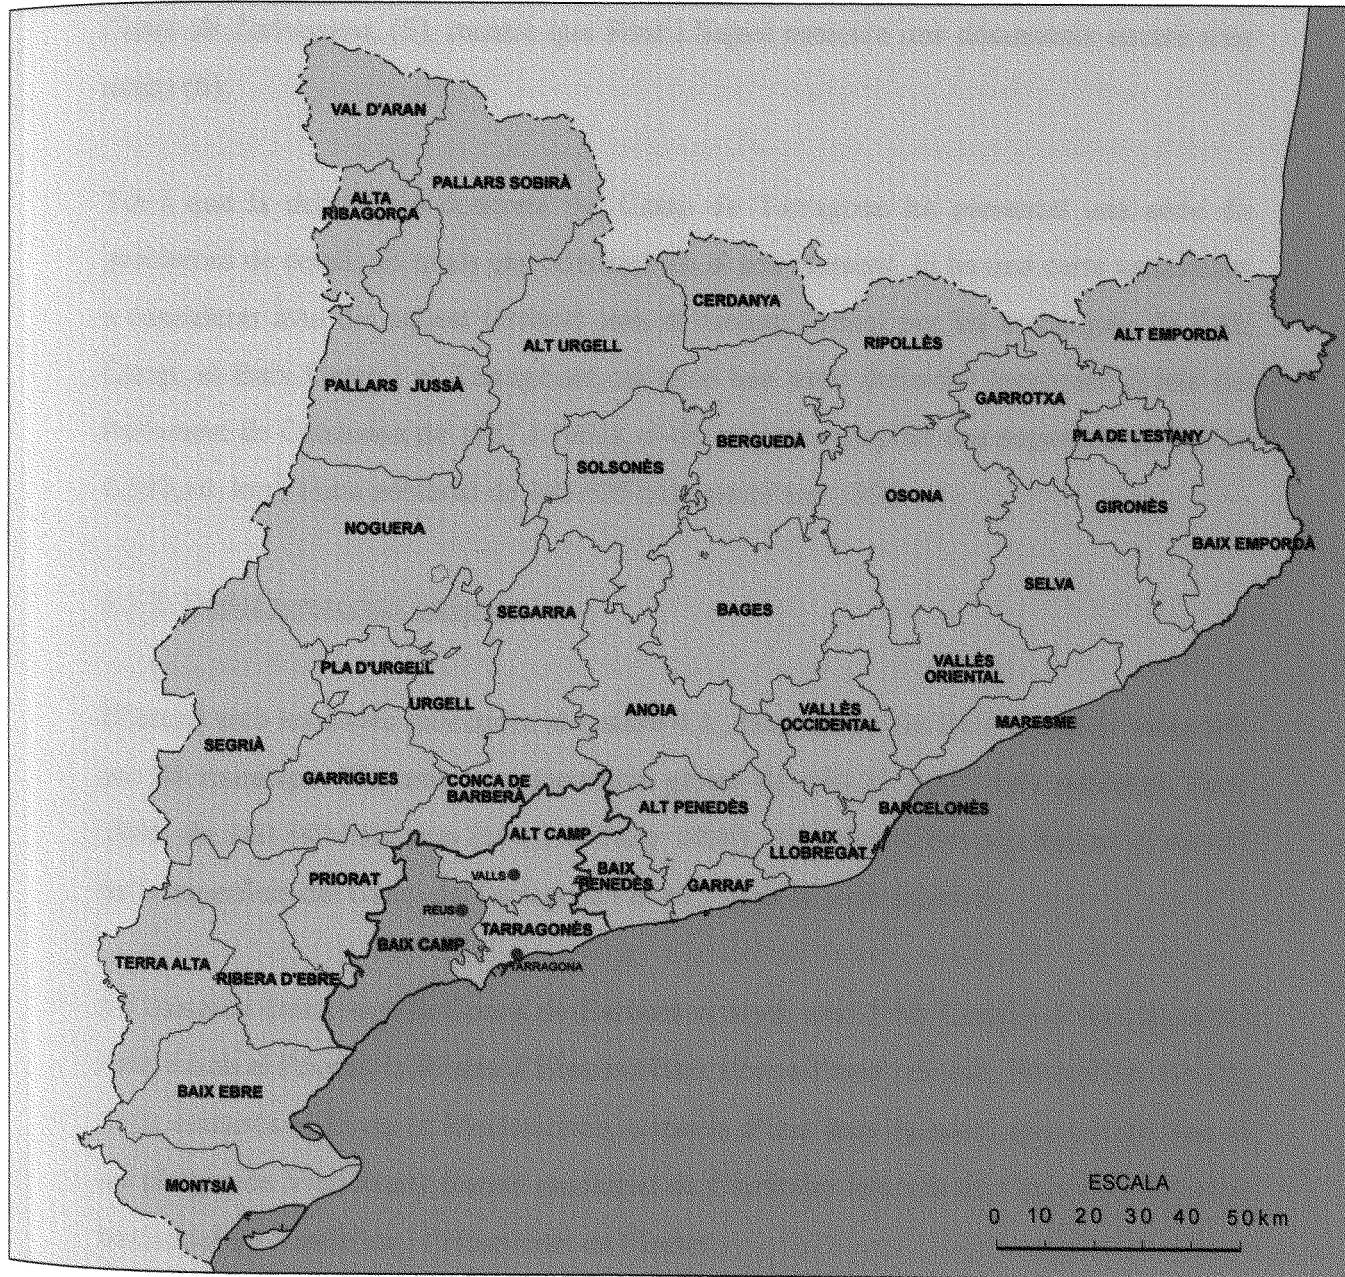 VAL D'ARAN
PALLARS SOBIRÀ
ALTA
RIBAGORÇA
CERDANYA
RIPOLLÈS
ALT EMPORDÀ
ALT URGELL
PALLARS JUSSÀ
GARROTXA
PLA DE L'ESTANY
BERGUEDÀ
SOLSONÈS
OSONA
GIRONÈS
NOGUERA
BAIX EMPORDÀ
SELVA
SEGARRA
BAGES
PLA D'URGELL
VALLÈS
ORIENTAL
URGELL
ANOIA
VALLÈS
OCCIDENTAL
MARESME
SEGRIÀ
GARRIGUES
CONCA DE
BARBERÀ
ALT PENEDÈS
BARCELONÈS
ALT CAMP
BAIX
LLOBREGAT
PRIORAT
VALLS
BAIX
PENEDÈS
GARRAF
REUS
TARRAGONÈS
BAIX CAMP
TERRA ALTA
RIBERA D'EBRE
TARRAGONA
BAIX EBRE
MONTSIÀ
ESCALA
0 10 20 30 40 50 km